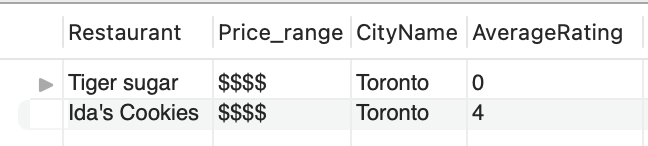 Restaurant Price_range CityName AverageRating
Tiger sugar $$$$ Toronto 0
Ida's Cookies $$$$ Toronto 4